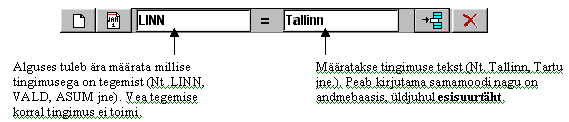 LINN = Tallinn
Alguses tuleb ära määrata millise
tingimusega on tegemist (Nt. LINN,
VALD, ASUM jne). Vea tegemise
korral tingimus ei toimi.
Määratakse tingimuse tekst (Nt. Tallinn, Tartu
jne.). Peab kirjutama samamoodi nagu on
andmebaasis, üldjuhul esisuurtäht.